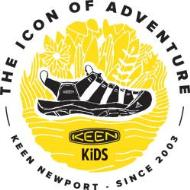 THE ICON OF ADVENTURE
KEEN
KiDS
KEEN NEWPORT - SINCE 2003